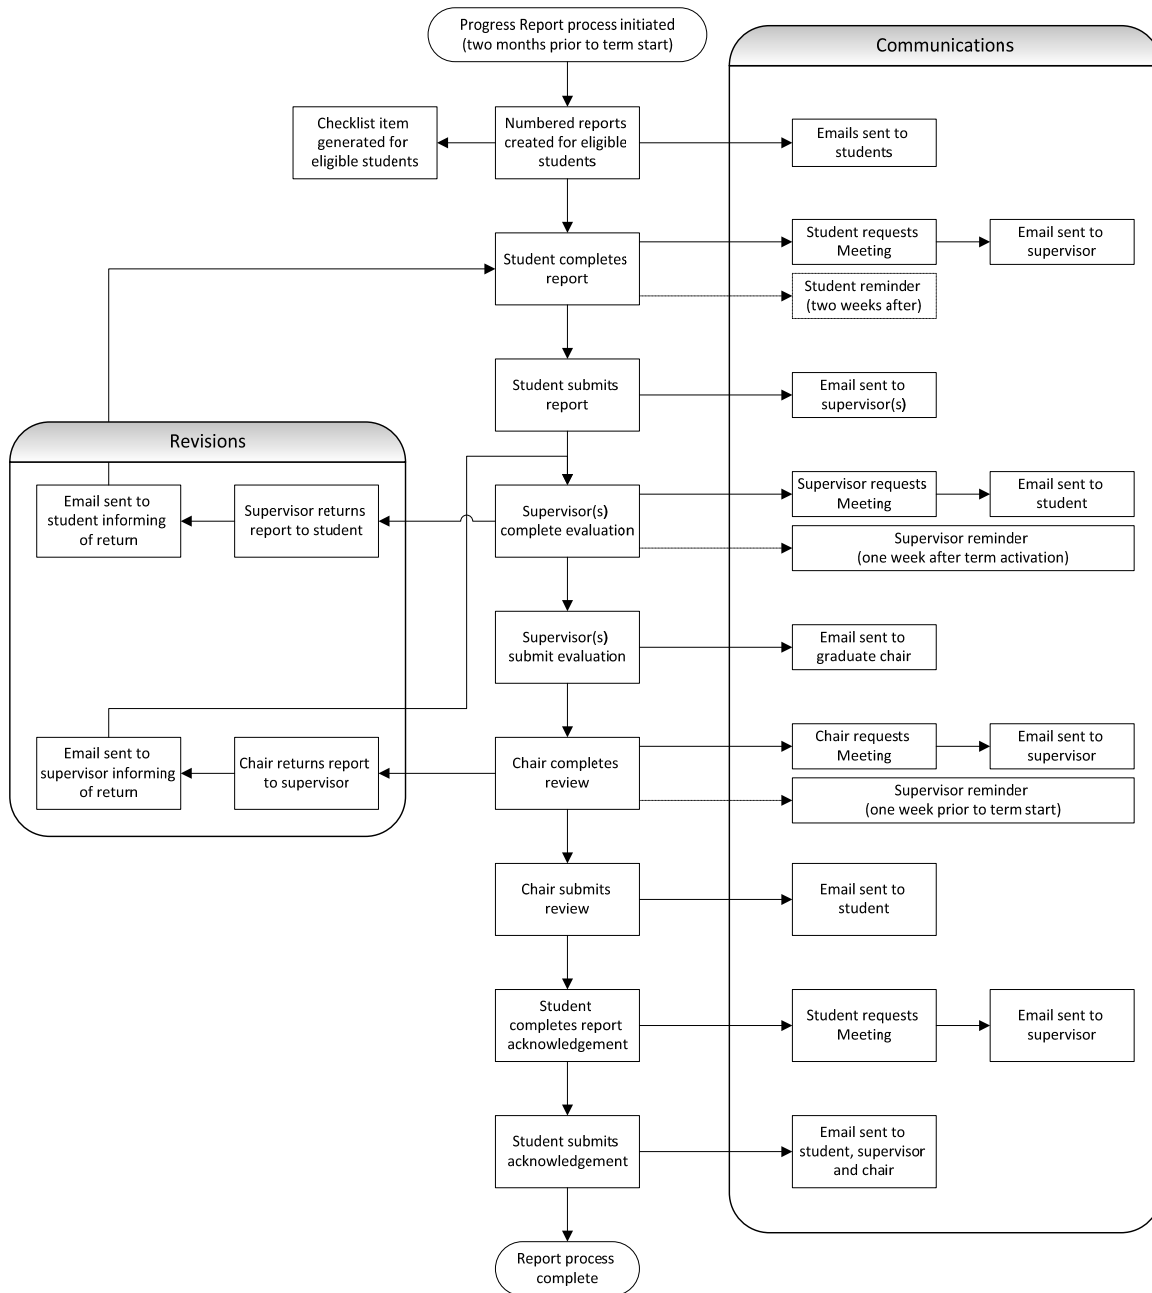 Progress Report process initiated
(two months prior to term start)
Communications
Checklist item
generated for
eligible students
Numbered reports
created for eligible
students
Emails sent to
students
Student completes
report
Student requests
Meeting
Email sent to
supervisor
Student reminder
(two weeks after)
Student submits
report
Email sent to
supervisor(s)
Revisions
Email sent to
student informing
of return
Supervisor returns
report to student
Supervisor(s)
complete evaluation
Supervisor requests
Meeting
Email sent to
student
Supervisor reminder
(one week after term activation)
Supervisor(s)
submit evaluation
Email sent to
graduate chair
Email sent to
supervisor informing
of return
Chair returns report
to supervisor
Chair completes
review
Chair requests
Meeting
Email sent to
supervisor
Supervisor reminder
(one week prior to term start)
Chair submits
review
Email sent to
student
Student
completes report
acknowledgement
Student requests
Meeting
Email sent to
supervisor
Student submits
acknowledgement
Email sent to
student, supervisor
and chair
Report process
complete